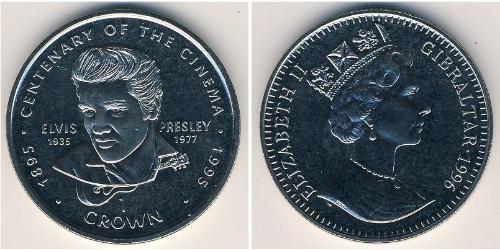 1895 · CENTENARY OF THE CINEMA · 1995
ELVIS PRESLEY
1935 1977
1
CROWN
ELIZABETH II
GIBRALTAR·1996